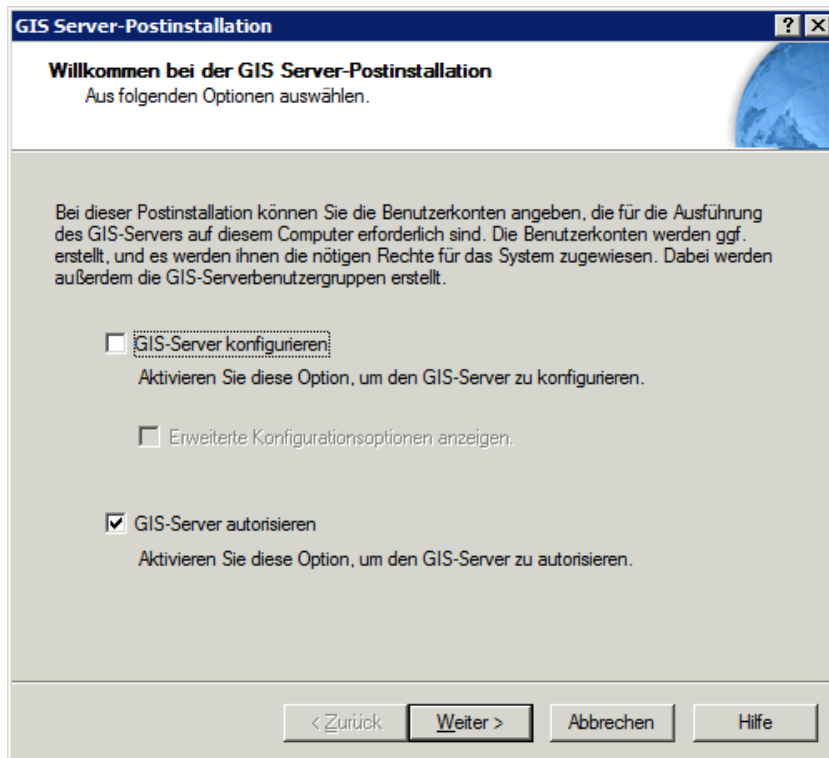 GIS Server-Postinstallation
Willkommen bei der GIS Server-Postinstallation
Aus folgenden Optionen auswählen.
Bei dieser Postinstallation können Sie die Benutzerkonten angeben, die für die Ausführung
des GIS-Servers auf diesem Computer erforderlich sind. Die Benutzerkonten werden ggf.
erstellt, und es werden ihnen die nötigen Rechte für das System zugewiesen. Dabei werden
außerdem die GIS-Serverbenutzergruppen erstellt.
GIS-Server konfigurieren
Aktivieren Sie diese Option, um den GIS-Server zu konfigurieren.
Erweiterte Konfigurationsoptionen anzeigen.
GIS-Server autorisieren
Aktivieren Sie diese Option, um den GIS-Server zu autorisieren.
< Zurück Weiter > Abbrechen Hilfe